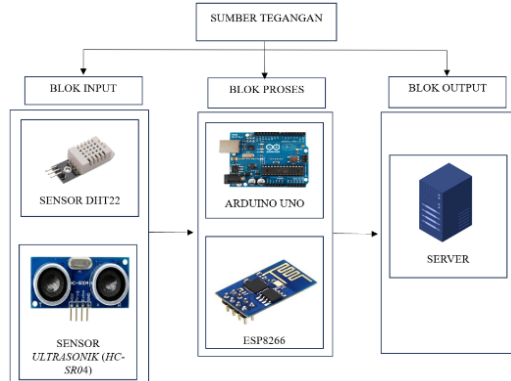 SUMBER TEGANGAN
BLOK INPUT
BLOK PROSES
BLOK OUTPUT
SENSOR DHT22
ARDUINO UNO
SERVER
SENSOR
ULTRASONIK (HC-
SR04)
ESP8266